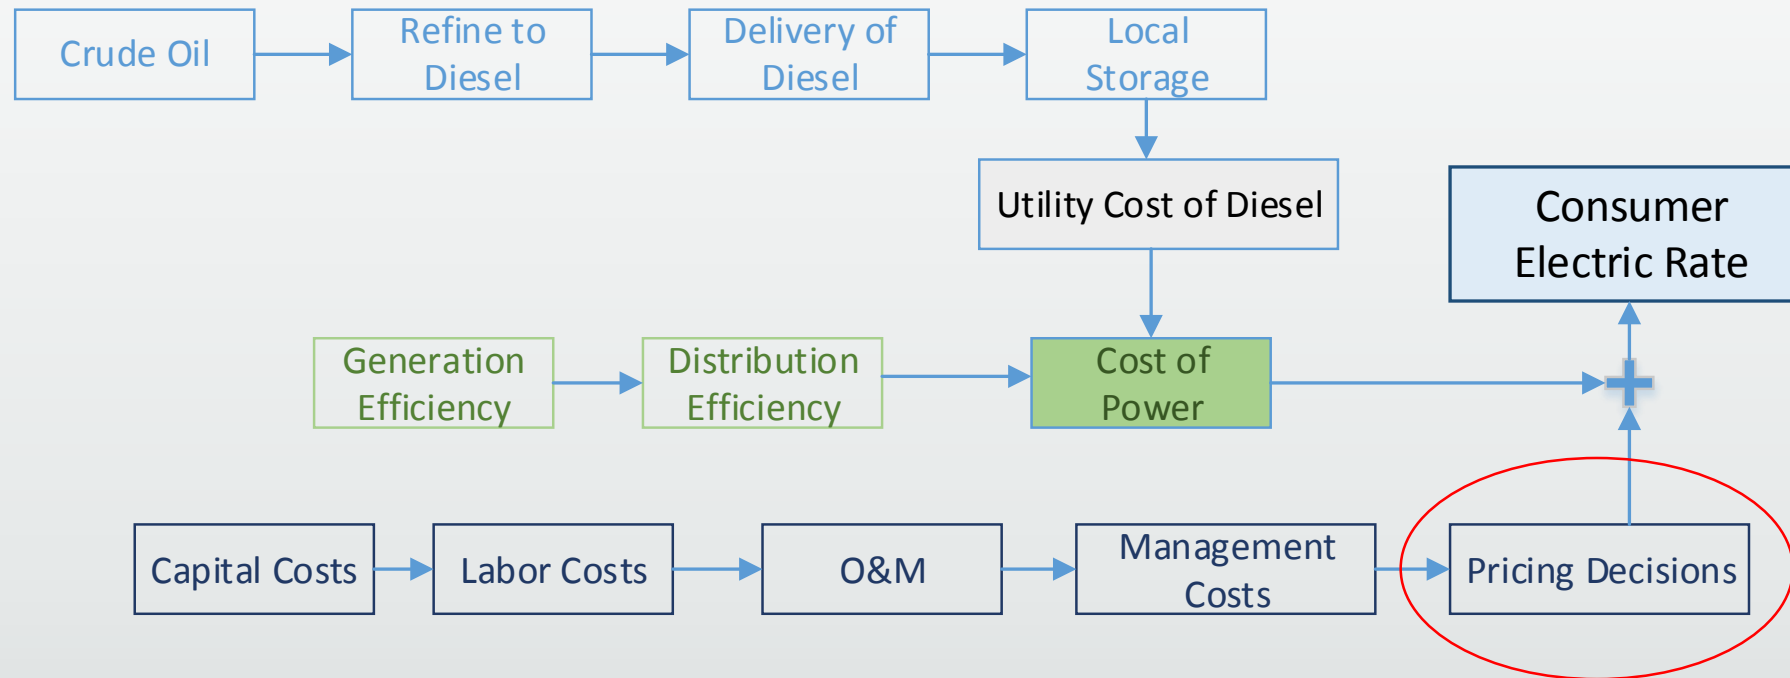 Crude Oil
Refine to
Diesel
Delivery of
Diesel
Local
Storage
Utility Cost of Diesel
Consumer
Electric Rate
Generation
Efficiency
Distribution
Efficiency
Cost of
Power
Capital Costs
Labor Costs
O&M
Management
Costs
Pricing Decisions